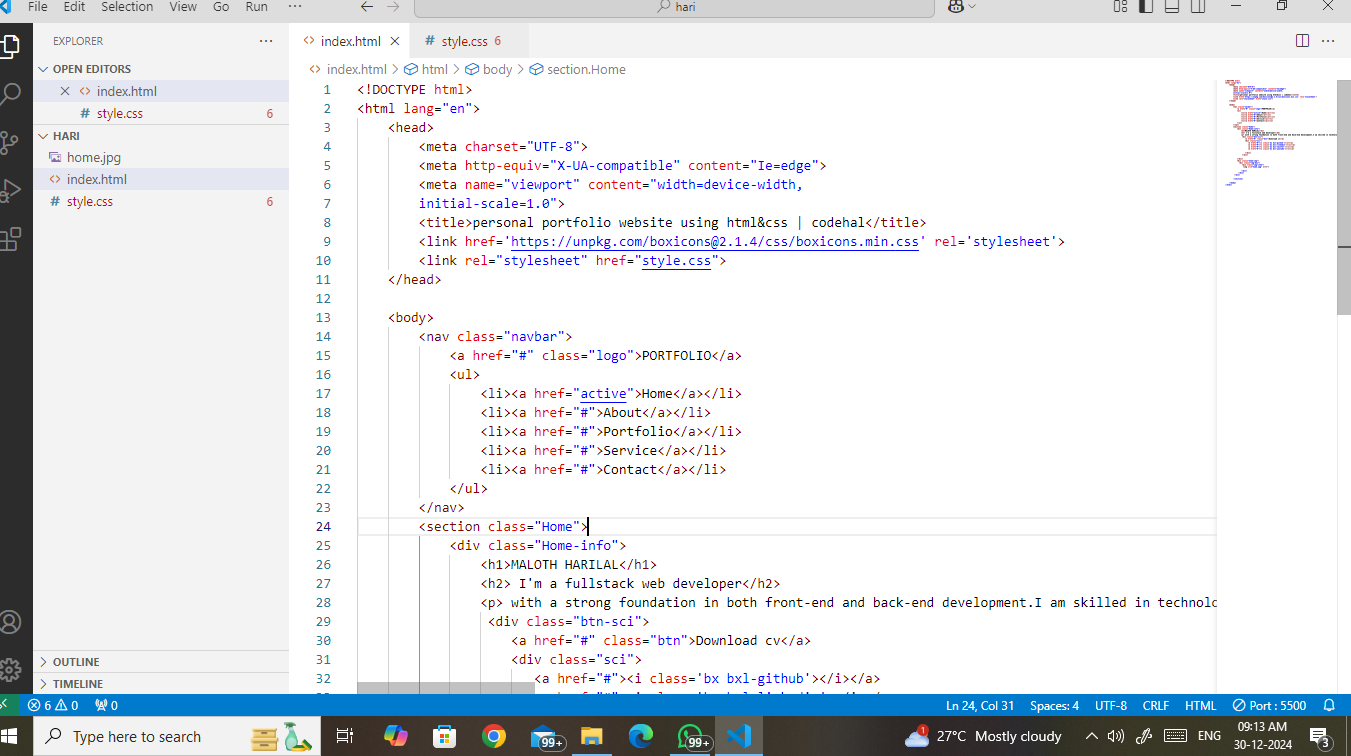 File Edit Selection View Go Run ··· hari
EXPLORER ···
OPEN EDITORS
index.html
style.css 6
HARI
home.jpg
index.html
style.css 6
OUTLINE
TIMELINE
index.html style.css 6
index.html > html > body > section.Home
1 <!DOCTYPE html>
2 <html lang="en">
3 <head>
4 <meta charset="UTF-8">
5 <meta http-equiv="X-UA-compatible" content="Ie=edge">
6 <meta name="viewport" content="width=device-width,
7 initial-scale=1.0">
8 <title>personal portfolio website using html&css | codehal</title>
9 <link href='https://unpkg.com/boxicons@2.1.4/css/boxicons.min.css' rel='stylesheet'>
10 <link rel="stylesheet" href="style.css">
11 </head>
12
13 <body>
14 <nav class="navbar">
15 <a href="#" class="logo">PORTFOLIO</a>
16 <ul>
17 <li><a href="active">Home</a></li>
18 <li><a href="#">About</a></li>
19 <li><a href="#">Portfolio</a></li>
20 <li><a href="#">Service</a></li>
21 <li><a href="#">Contact</a></li>
22 </ul>
23 </nav>
24 <section class="Home">
25 <div class="Home-info">
26 <h1>MALOTH HARILAL</h1>
27 <h2> I'm a fullstack web developer</h2>
28 <p> with a strong foundation in both front-end and back-end development.I am skilled in technolo
29 <div class="btn-sci">
30 <a href="#" class="btn">Download cv</a>
31 <div class="sci">
32 <a href="#"><i class='bx bxl-github'></i></a>
6 0 0 Ln 24, Col 31 Spaces: 4 UTF-8 CRLF HTML Port : 5500
Type here to search 99+ 99+ 1 27°C Mostly cloudy ENG 09:13 AM
30-12-2024 3